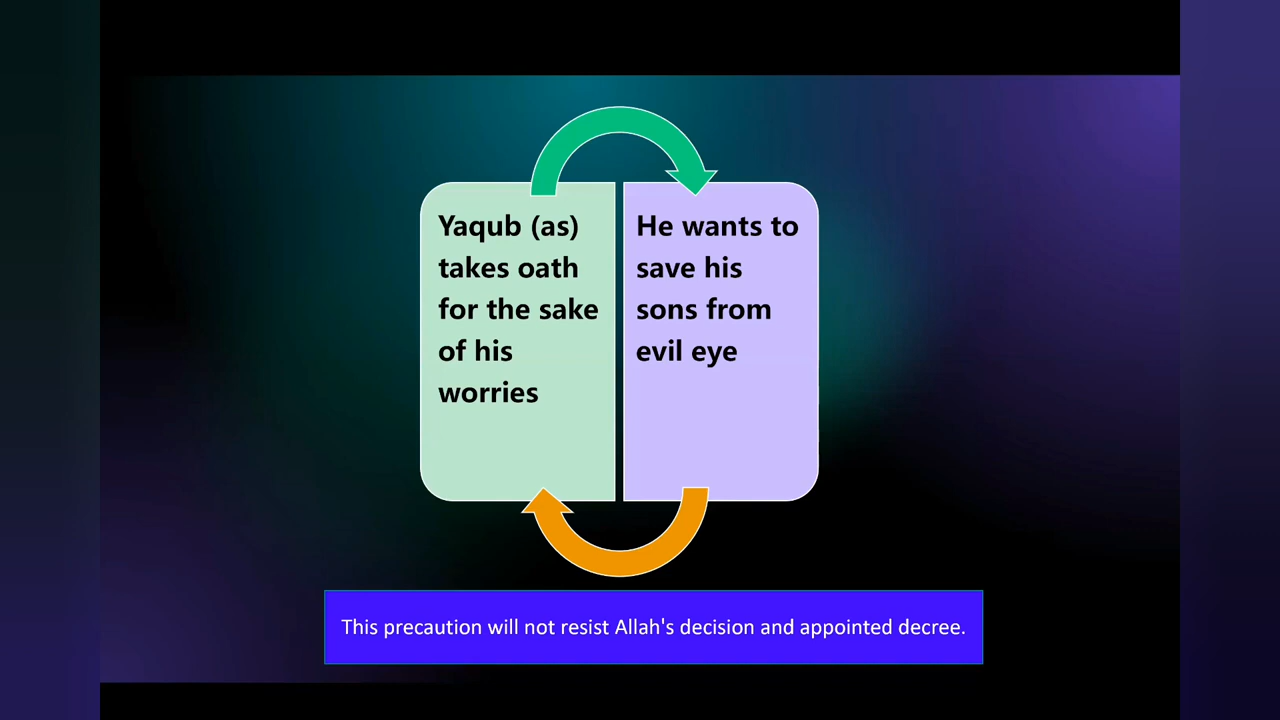 Yaqub (as)
takes oath
for the sake
of his
worries
He wants to
save his
sons from
evil eye
This precaution will not resist Allah's decision and appointed decree.